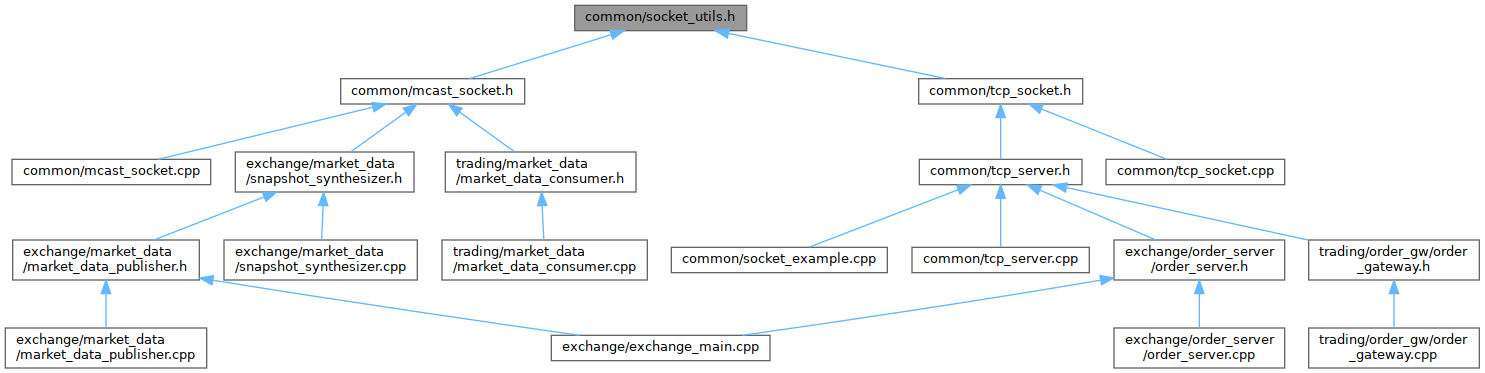 common/socket_utils.h
common/mcast_socket.h
common/tcp_socket.h
common/mcast_socket.cpp
exchange/market_data
/snapshot_synthesizer.h
trading/market_data
/market_data_consumer.h
common/tcp_server.h
common/tcp_socket.cpp
exchange/market_data
/market_data_publisher.h
exchange/market_data
/snapshot_synthesizer.cpp
trading/market_data
/market_data_consumer.cpp
common/socket_example.cpp
common/tcp_server.cpp
exchange/order_server
/order_server.h
trading/order_gw/order
_gateway.h
exchange/market_data
/market_data_publisher.cpp
exchange/exchange_main.cpp
exchange/order_server
/order_server.cpp
trading/order_gw/order
_gateway.cpp